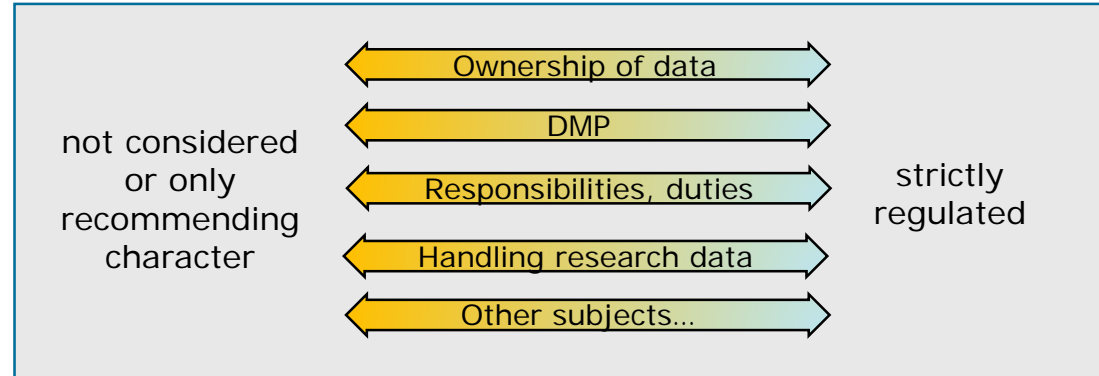 not considered
or only
recommending
character
Ownership of data
DMP
Responsibilities, duties
Handling research data
Other subjects...
strictly
regulated